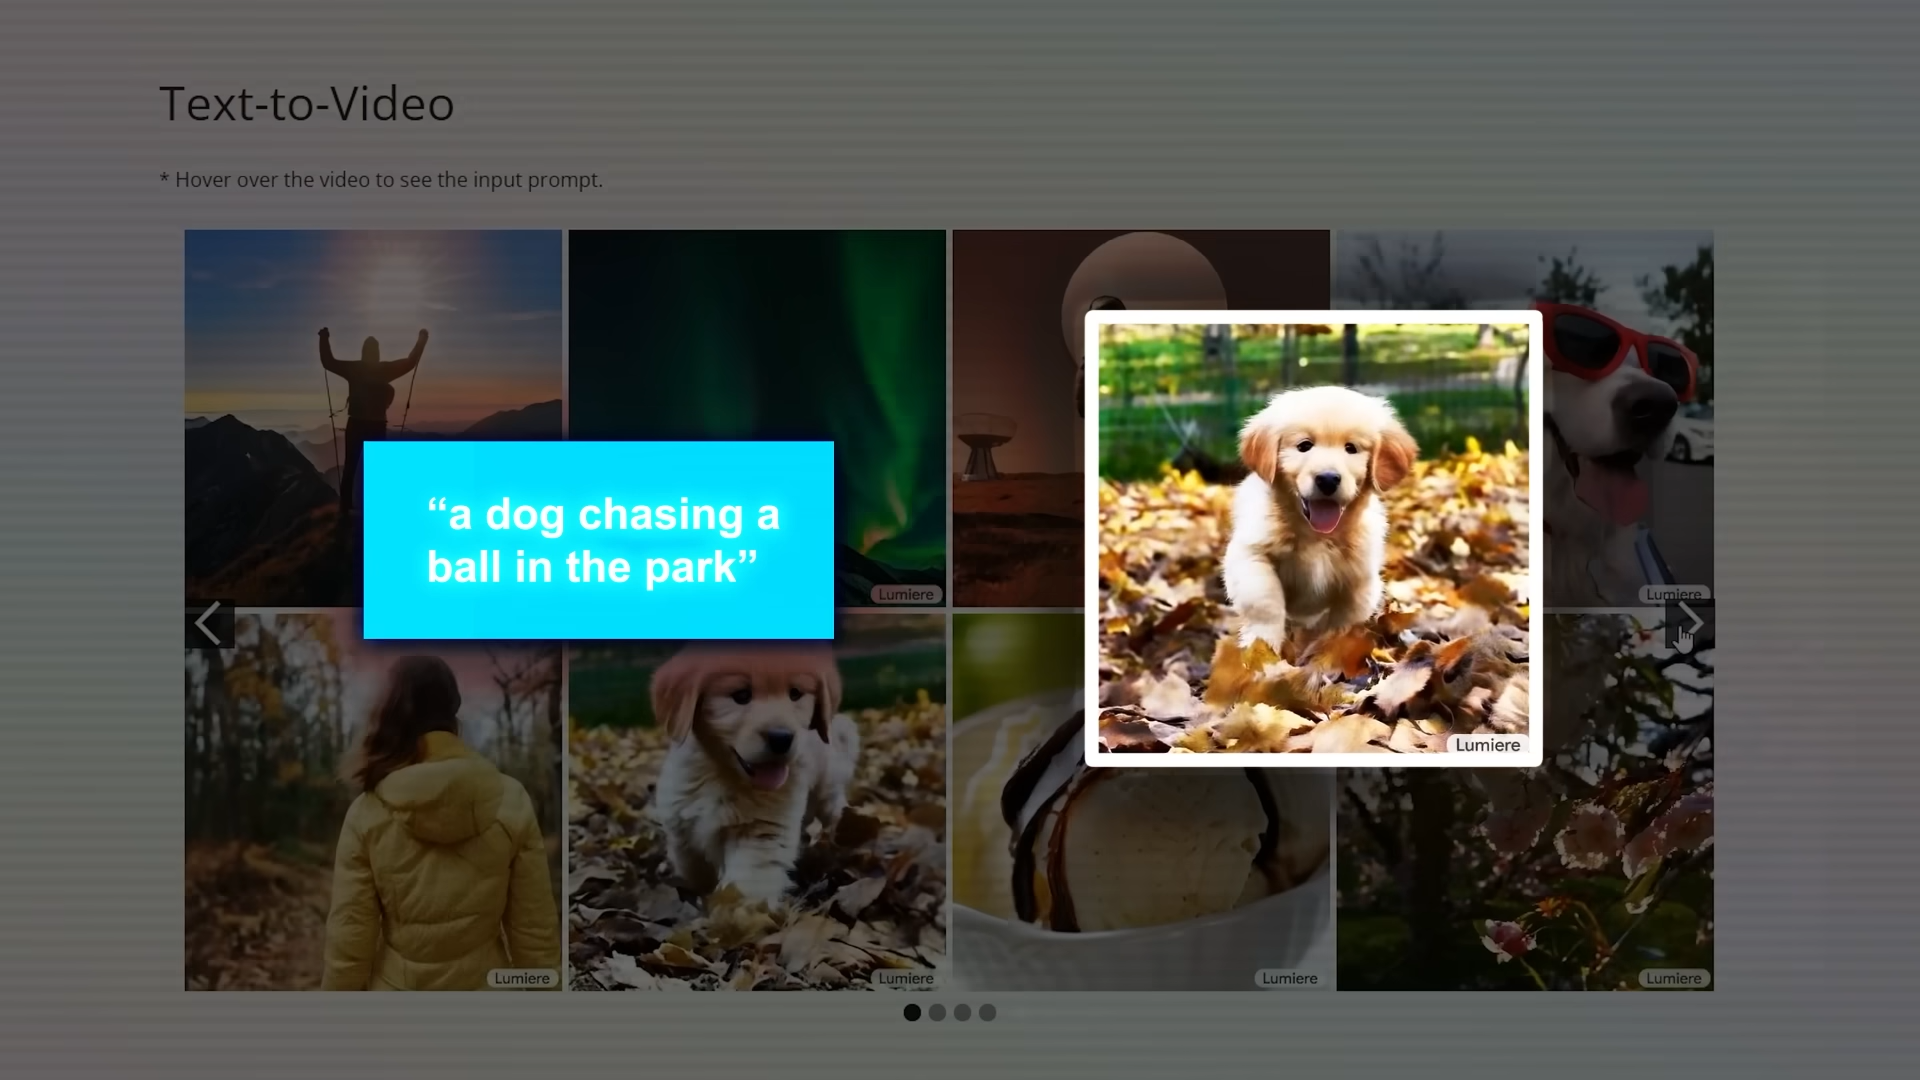 Text-to-Video
* Hover over the video to see the input prompt.
“a dog chasing a
ball in the park”
Lumiere
Lumiere
Lumiere
Lumiere
Lumiere
Lumiere
Lumiere